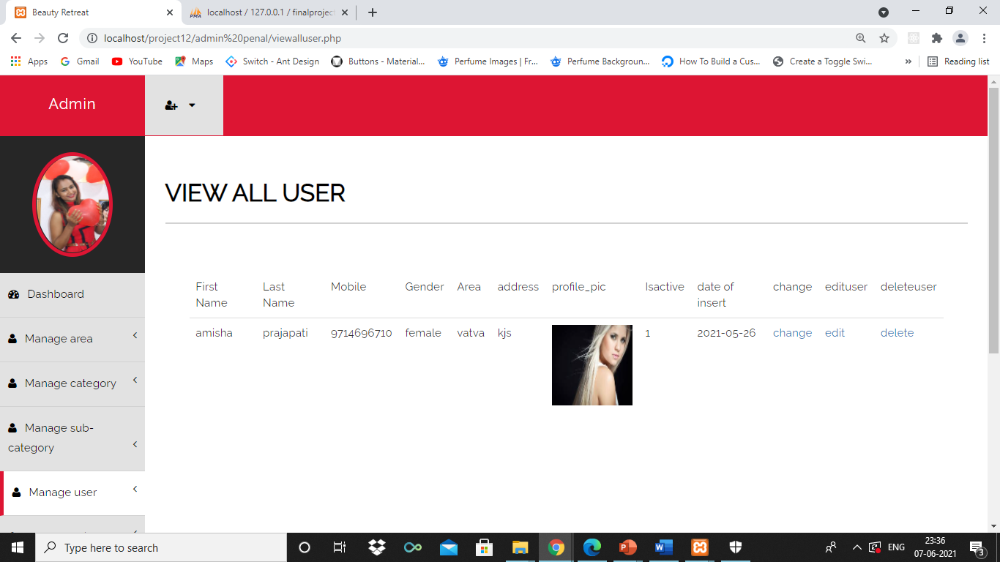 Beauty Retreat
localhost / 127.0.0.1 / finalproject
localhost/project12/admin%20penal/viewalluser.php
Apps Gmail YouTube Maps Switch - Ant Design Buttons - Material... Perfume Images | Fr... Perfume Backgroun... How To Build a Cus... Create a Toggle Swi... » Reading list
Admin
VIEW ALL USER
Dashboard
Manage area
Manage category
Manage sub-
category
Manage user
First Name Last Name Mobile Gender Area address profile_pic Isactive date of insert change edituser deleteuser
amisha prajapati 9714696710 female vatva kjs 1 2021-05-26 change edit delete
Type here to search
ENG
23:36
07-06-2021
3